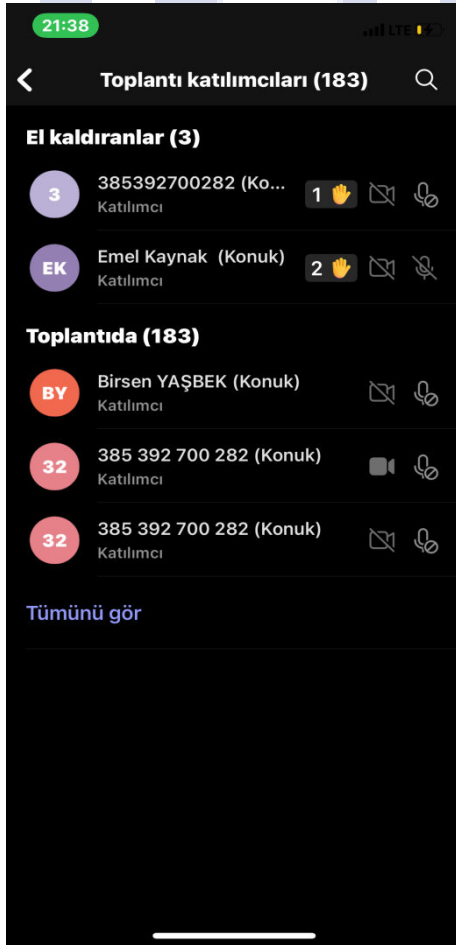 21:38
LTE
Toplantı katılımcıları (183)
El kaldıranlar (3)
3
385392700282 (Ko...
1
Katılımcı
EK
Emel Kaynak (Konuk)
2
Katılımcı
Toplantıda (183)
BY
Birsen YAŞBEK (Konuk)
Katılımcı
32
385 392 700 282 (Konuk)
Katılımcı
32
385 392 700 282 (Konuk)
Katılımcı
Tümünü gör